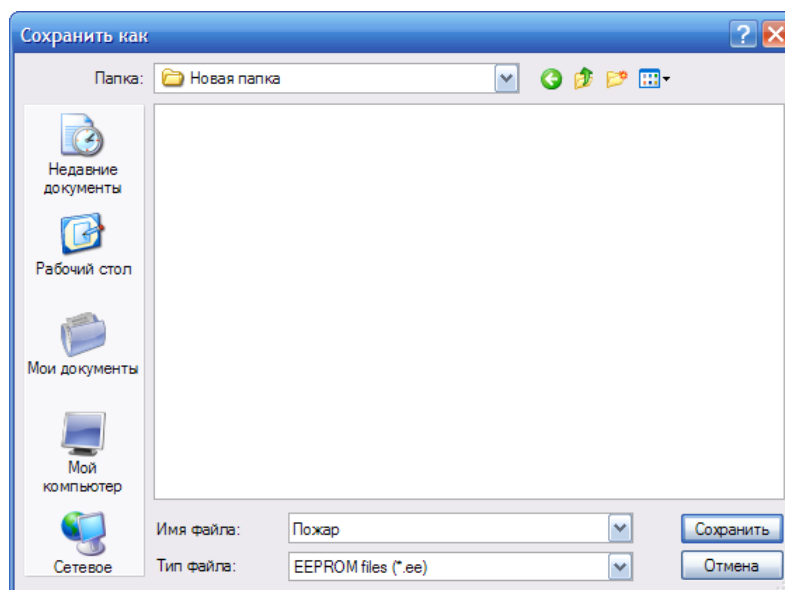 Сохранить как
Папка: Новая папка
Недавние
документы
Рабочий стол
Мои документы
Мой
компьютер
Сетевое
Имя файла: Пожар Сохранить
Тип файла: EEPROM files (*.ee) Отмена